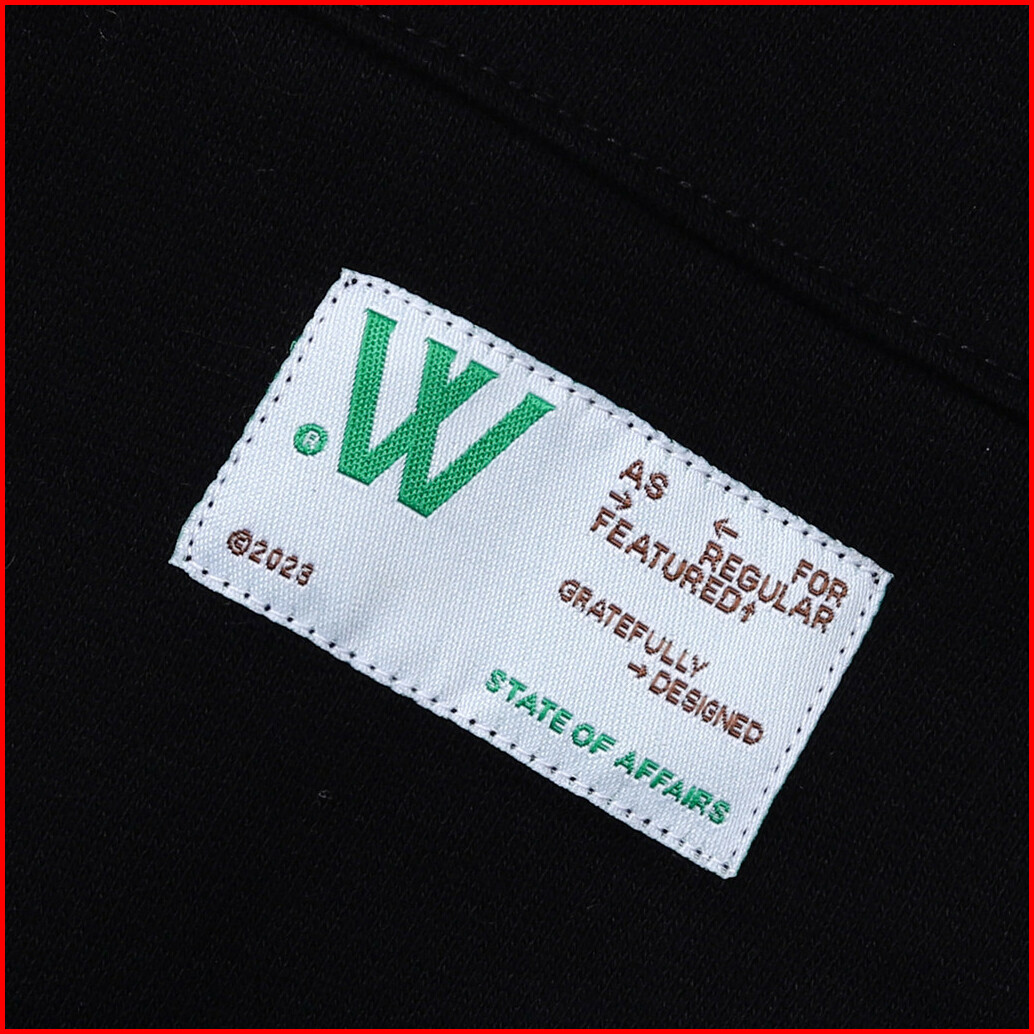 W
®
©2023
AS
→ ← FOR
FEATURED↑ REGULAR
GRATEFULLY
→ DESIGNED
STATE OF AFFAIRS